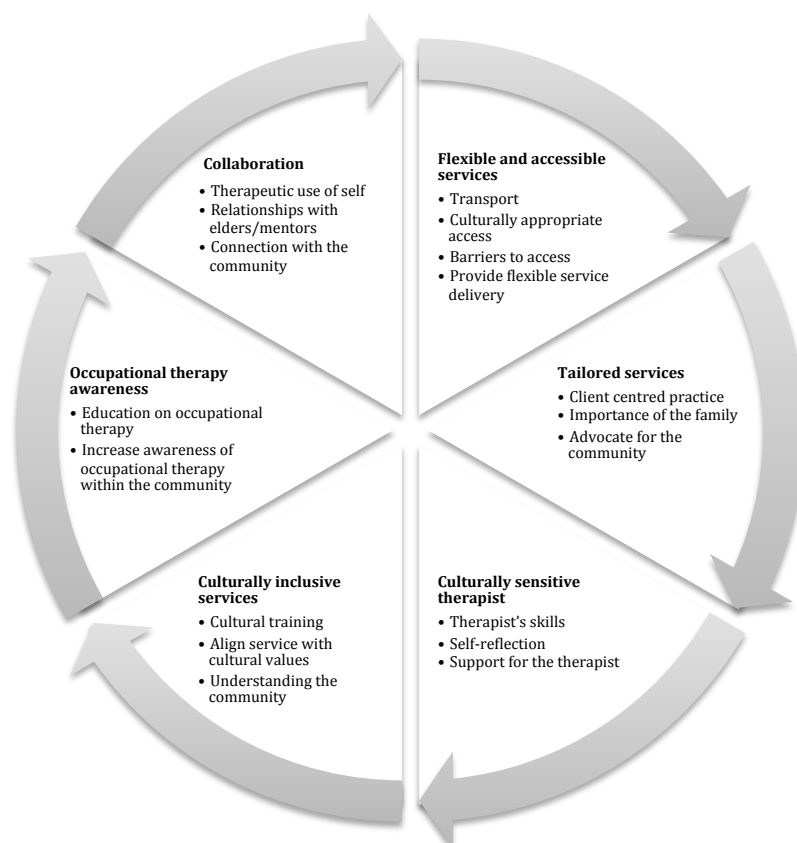 Collaboration
• Therapeutic use of self
• Relationships with
elders/mentors
• Connection with the
community
Flexible and accessible
services
• Transport
• Culturally appropriate
access
• Barriers to access
• Provide flexible service
delivery
Occupational therapy
awareness
• Education on occupational
therapy
• Increase awareness of
occupational therapy
within the community
Tailored services
• Client centred practice
• Importance of the family
• Advocate for the
community
Culturally inclusive
services
• Cultural training
• Align service with
cultural values
• Understanding the
community
Culturally sensitive
therapist
• Therapist's skills
• Self-reflection
• Support for the therapist